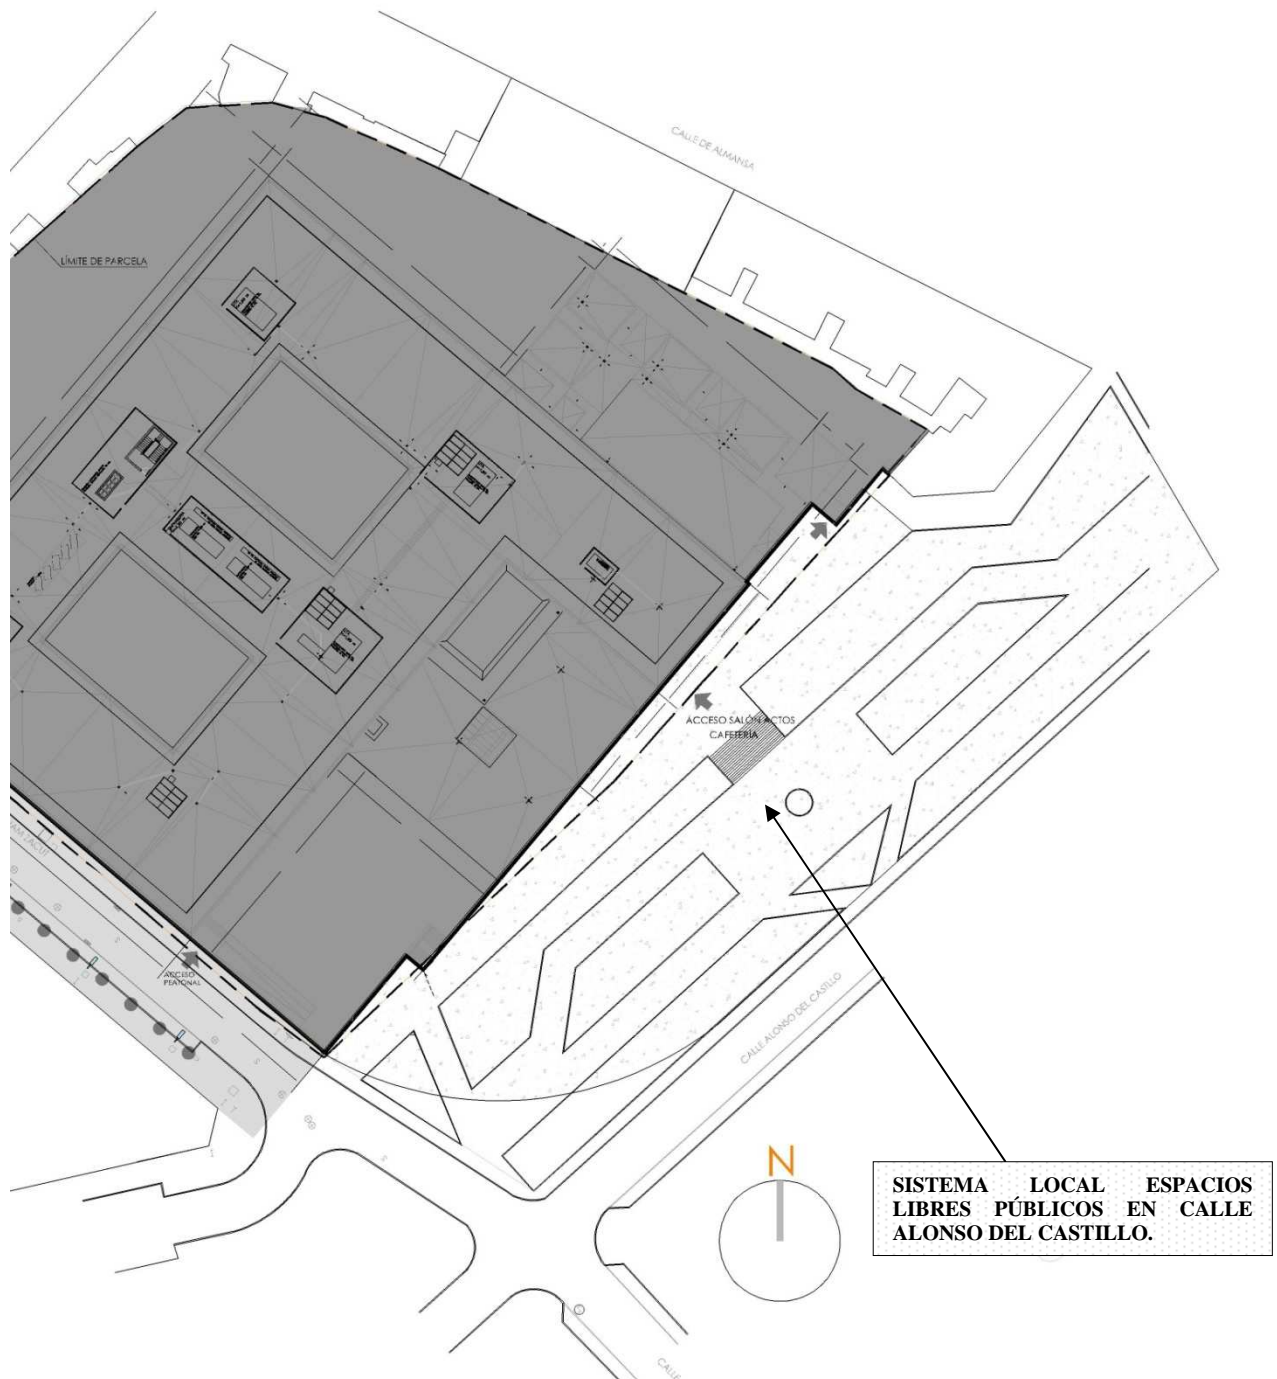 CALLE DE ALMANSA
LÍMITE DE PARCELA
ACCESO SALÓN ACTOS
CAFETERÍA
ACCESO
PEATONAL
CALLE ALONSO DEL CASTILLO
N
SISTEMA LOCAL ESPACIOS
LIBRES PÚBLICOS EN CALLE
ALONSO DEL CASTILLO.
CALLE